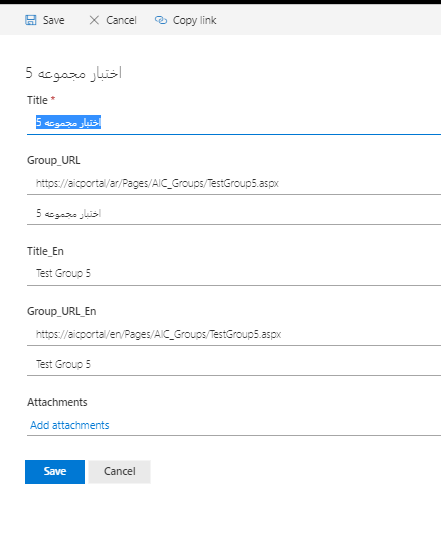 Save Cancel Copy link
اختبار مجموعه 5
Title *
اختبار مجموعه 5
Group_URL
https://aicportal/ar/Pages/AIC_Groups/TestGroup5.aspx
اختبار مجموعه 5
Title_En
Test Group 5
Group_URL_En
https://aicportal/en/Pages/AIC_Groups/TestGroup5.aspx
Test Group 5
Attachments
Add attachments
Save Cancel